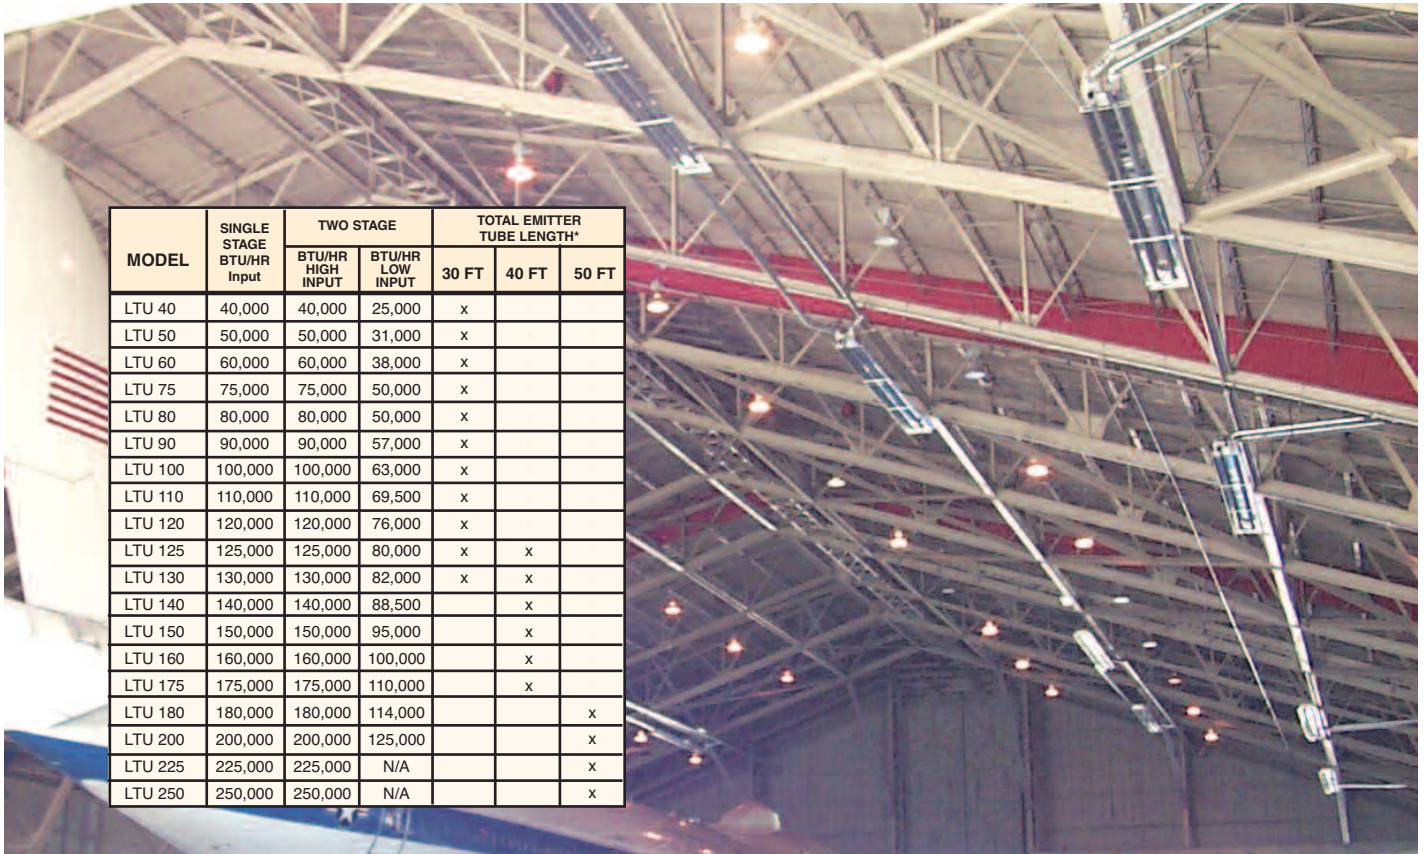 MODEL SINGLE STAGE BTU/HR Input TWO STAGE TOTAL EMITTER TUBE LENGTH*
BTU/HR HIGH INPUT BTU/HR LOW INPUT 30 FT 40 FT 50 FT
LTU 40 40,000 40,000 25,000 x
LTU 50 50,000 50,000 31,000 x
LTU 60 60,000 60,000 38,000 x
LTU 75 75,000 75,000 50,000 x
LTU 80 80,000 80,000 50,000 x
LTU 90 90,000 90,000 57,000 x
LTU 100 100,000 100,000 63,000 x
LTU 110 110,000 110,000 69,500 x
LTU 120 120,000 120,000 76,000 x
LTU 125 125,000 125,000 80,000 x x
LTU 130 130,000 130,000 82,000 x x
LTU 140 140,000 140,000 88,500 x
LTU 150 150,000 150,000 95,000 x
LTU 160 160,000 160,000 100,000 x
LTU 175 175,000 175,000 110,000 x
LTU 180 180,000 180,000 114,000 x
LTU 200 200,000 200,000 125,000 x
LTU 225 225,000 225,000 N/A x
LTU 250 250,000 250,000 N/A x